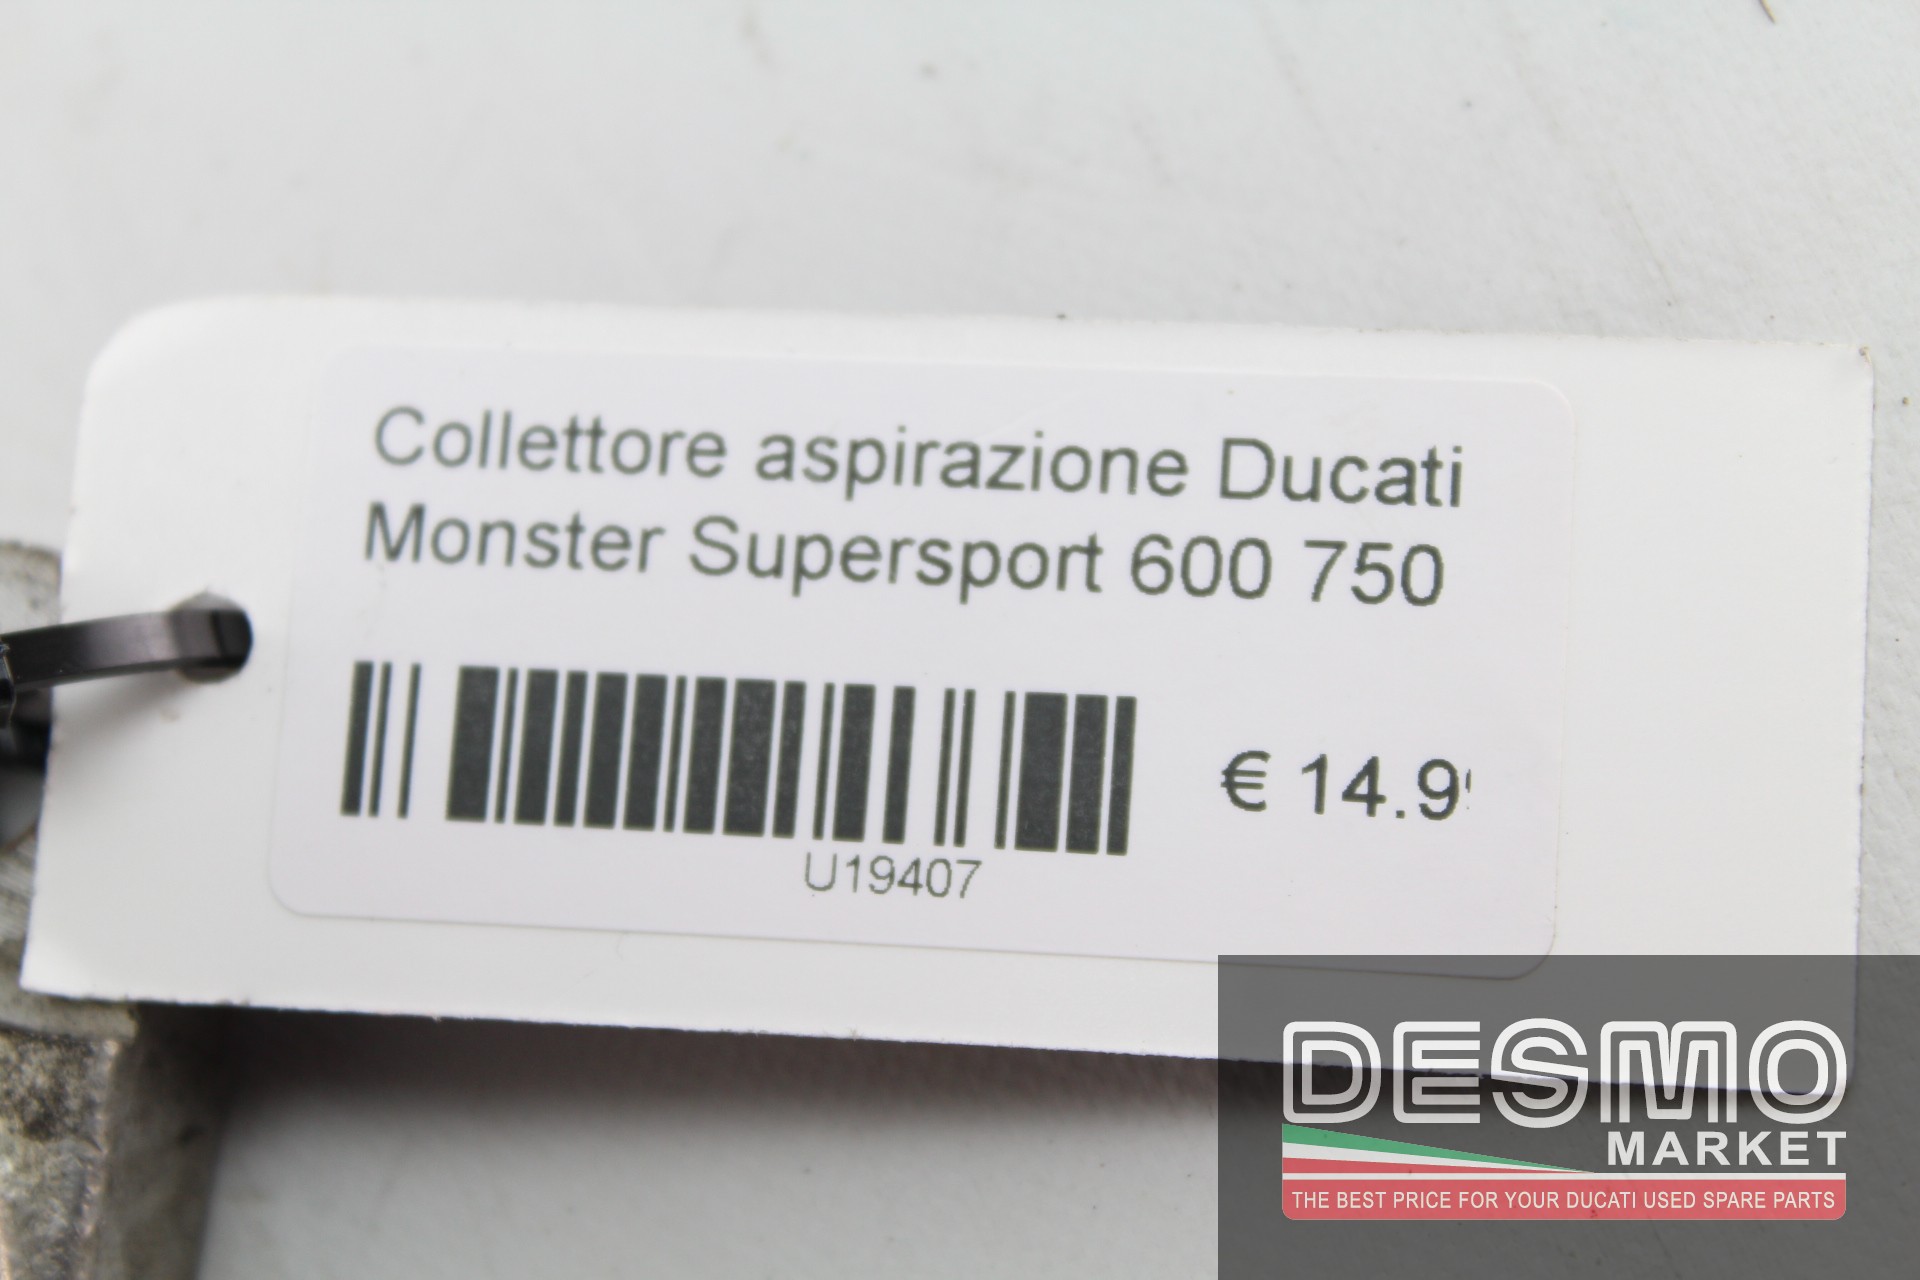 Collettore aspirazione Ducati
Monster Supersport 600 750
€ 14.9
U19407
DESMO
MARKET
THE BEST PRICE FOR YOUR DUCATI USED SPARE PARTS